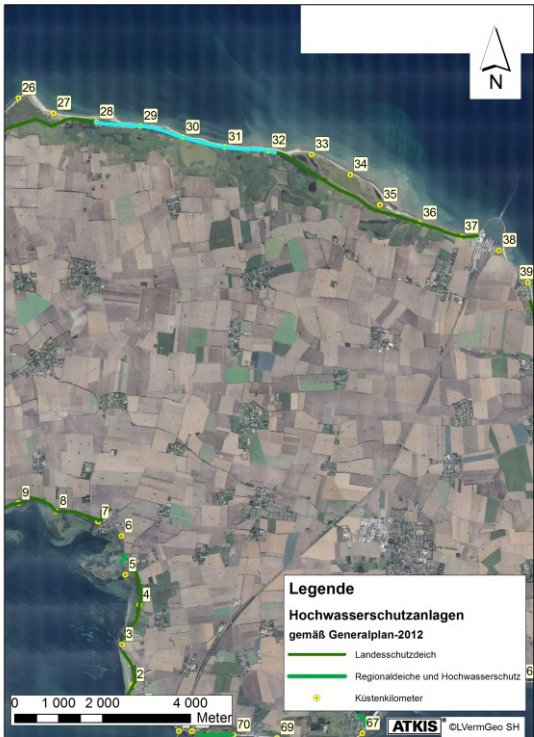 N
26
27
28
29
30
31
32
33
34
35
36
37
38
39
9
8
7
6
5
4
3
2
Legende
Hochwasserschutzanlagen
gemäß Generalplan-2012
Landesschutzdeich
Regionaldeiche und Hochwasserschutz
Küstenkilometer
0 1 000 2 000 4 000
Meter
70
69
67
6
ATKIS® ©LVermGeo SH